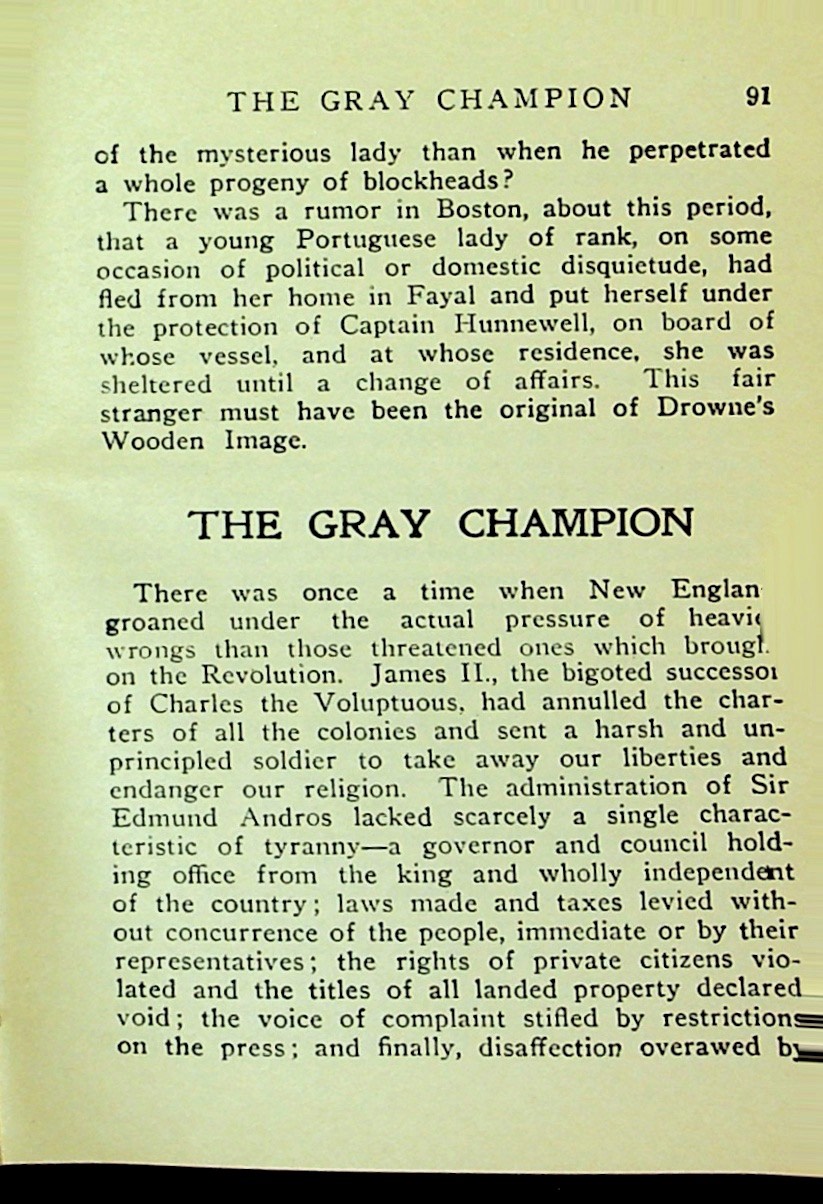 THE GRAY CHAMPION 91
of the mysterious lady than when he perpetrated
a whole progeny of blockheads?
There was a rumor in Boston, about this period,
that a young Portuguese lady of rank, on some
occasion of political or domestic disquietude, had
fled from her home in Fayal and put herself under
the protection of Captain Hunnewell, on board of
whose vessel, and at whose residence, she was
sheltered until a change of affairs. This fair
stranger must have been the original of Drowne's
Wooden Image.
THE GRAY CHAMPION
There was once a time when New Englan
groaned under the actual pressure of heavi
wrongs than those threatened ones which broug
on the Revolution. James II., the bigoted successor
of Charles the Voluptuous, had annulled the char-
ters of all the colonies and sent a harsh and un-
principled soldier to take away our liberties and
endanger our religion. The administration of Sir
Edmund Andros lacked scarcely a single charac-
teristic of tyranny—a governor and council hold-
ing office from the king and wholly independent
of the country; laws made and taxes levied with-
out concurrence of the people, immediate or by their
representatives; the rights of private citizens vio-
lated and the titles of all landed property declared
void; the voice of complaint stifled by restrictions
on the press; and finally, disaffection overawed by